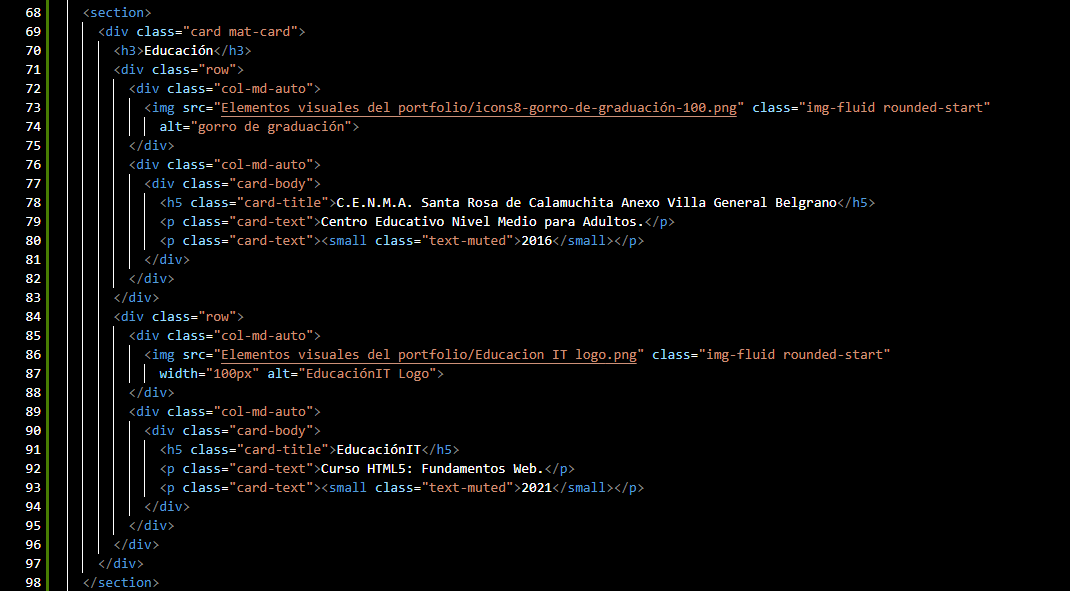 68 <section>
69 <div class="card mat-card">
70 <h3>Educación</h3>
71 <div class="row">
72 <div class="col-md-auto">
73 <img src="Elementos visuales del portfolio/icons8-gorro-de-graduación-100.png" class="img-fluid rounded-start"
74 alt="gorro de graduación">
75 </div>
76 <div class="col-md-auto">
77 <div class="card-body">
78 <h5 class="card-title">C.E.N.M.A. Santa Rosa de Calamuchita Anexo Villa General Belgrano</h5>
79 <p class="card-text">Centro Educativo Nivel Medio para Adultos.</p>
80 <p class="card-text"><small class="text-muted">2016</small></p>
81 </div>
82 </div>
83 </div>
84 <div class="row">
85 <div class="col-md-auto">
86 <img src="Elementos visuales del portfolio/Educacion IT logo.png" class="img-fluid rounded-start"
87 width="100px" alt="EducaciónIT Logo">
88 </div>
89 <div class="col-md-auto">
90 <div class="card-body">
91 <h5 class="card-title">EducaciónIT</h5>
92 <p class="card-text">Curso HTML5: Fundamentos Web.</p>
93 <p class="card-text"><small class="text-muted">2021</small></p>
94 </div>
95 </div>
96 </div>
97 </div>
98 </section>